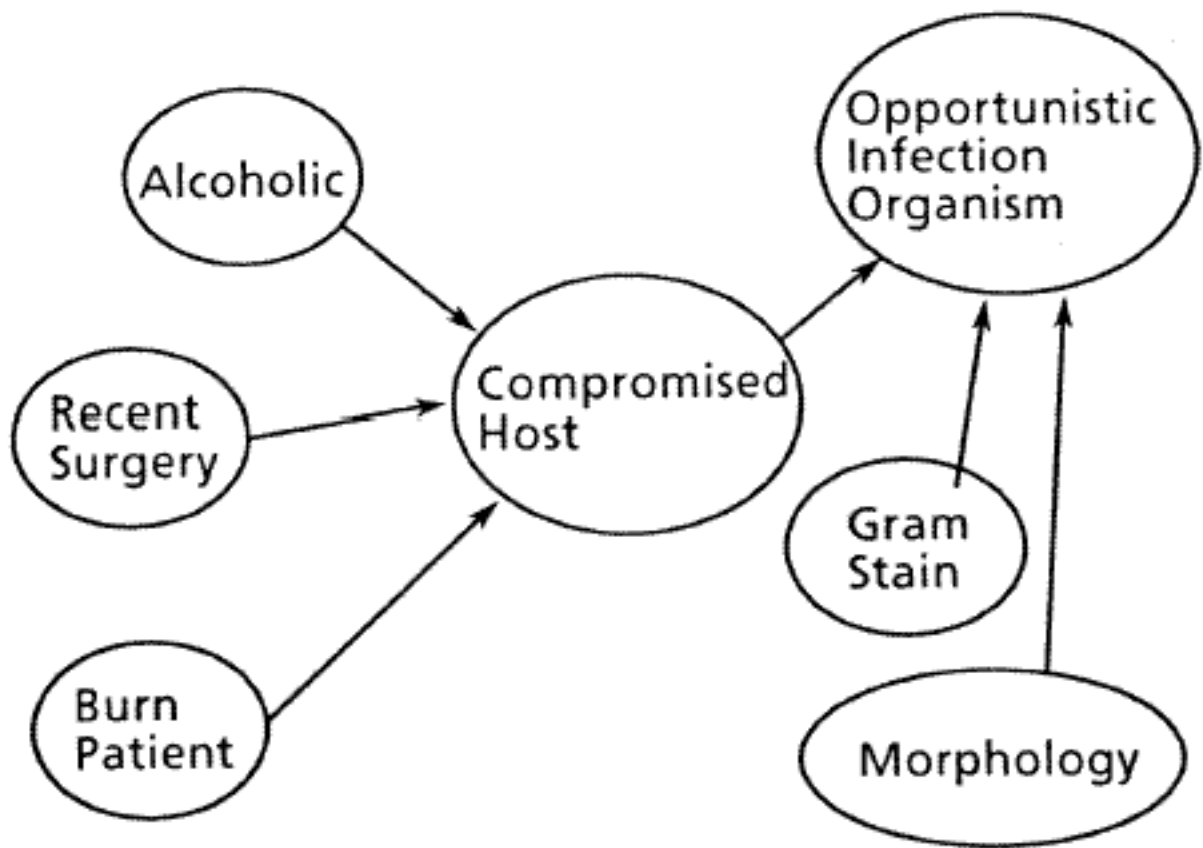 Alcoholic
Recent
Surgery
Burn
Patient
Compromised
Host
Opportunistic
Infection
Organism
Gram
Stain
Morphology